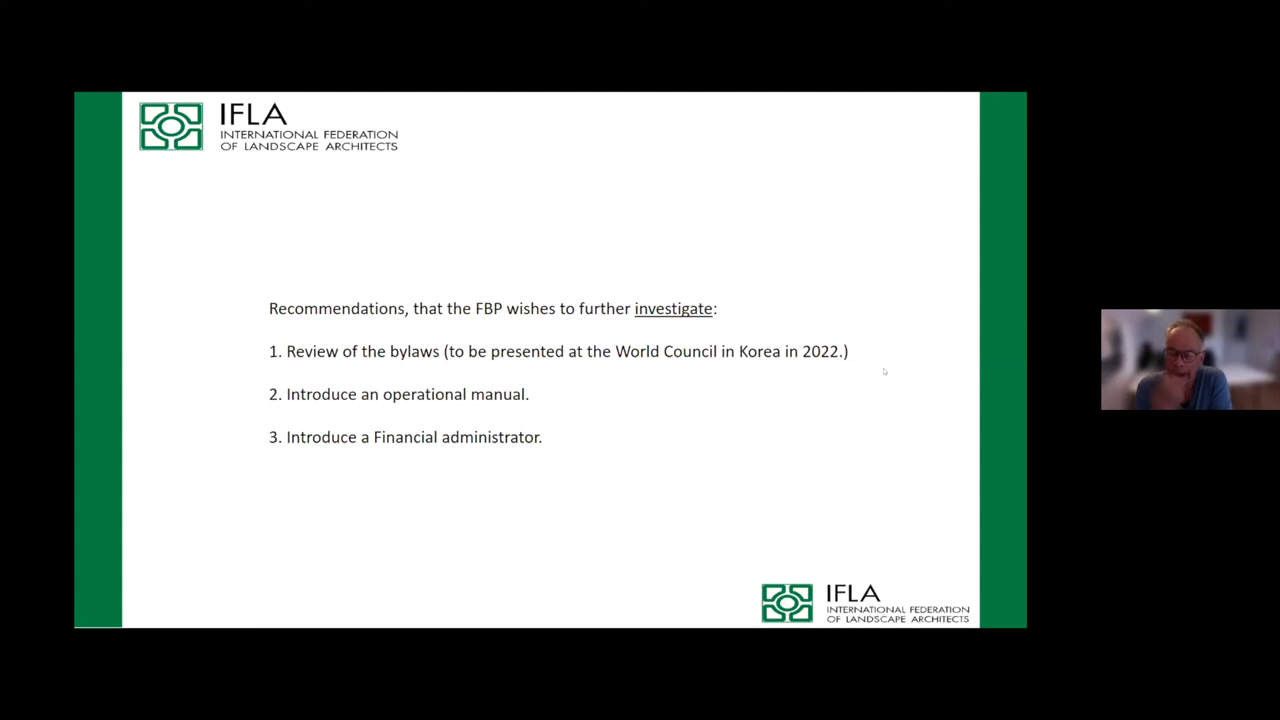 IFLA
INTERNATIONAL FEDERATION
OF LANDSCAPE ARCHITECTS
Recommendations, that the FBP wishes to further investigate:
1. Review of the bylaws (to be presented at the World Council in Korea in 2022.)
2. Introduce an operational manual.
3. Introduce a Financial administrator.
IFLA
INTERNATIONAL FEDERATION
OF LANDSCAPE ARCHITECTS